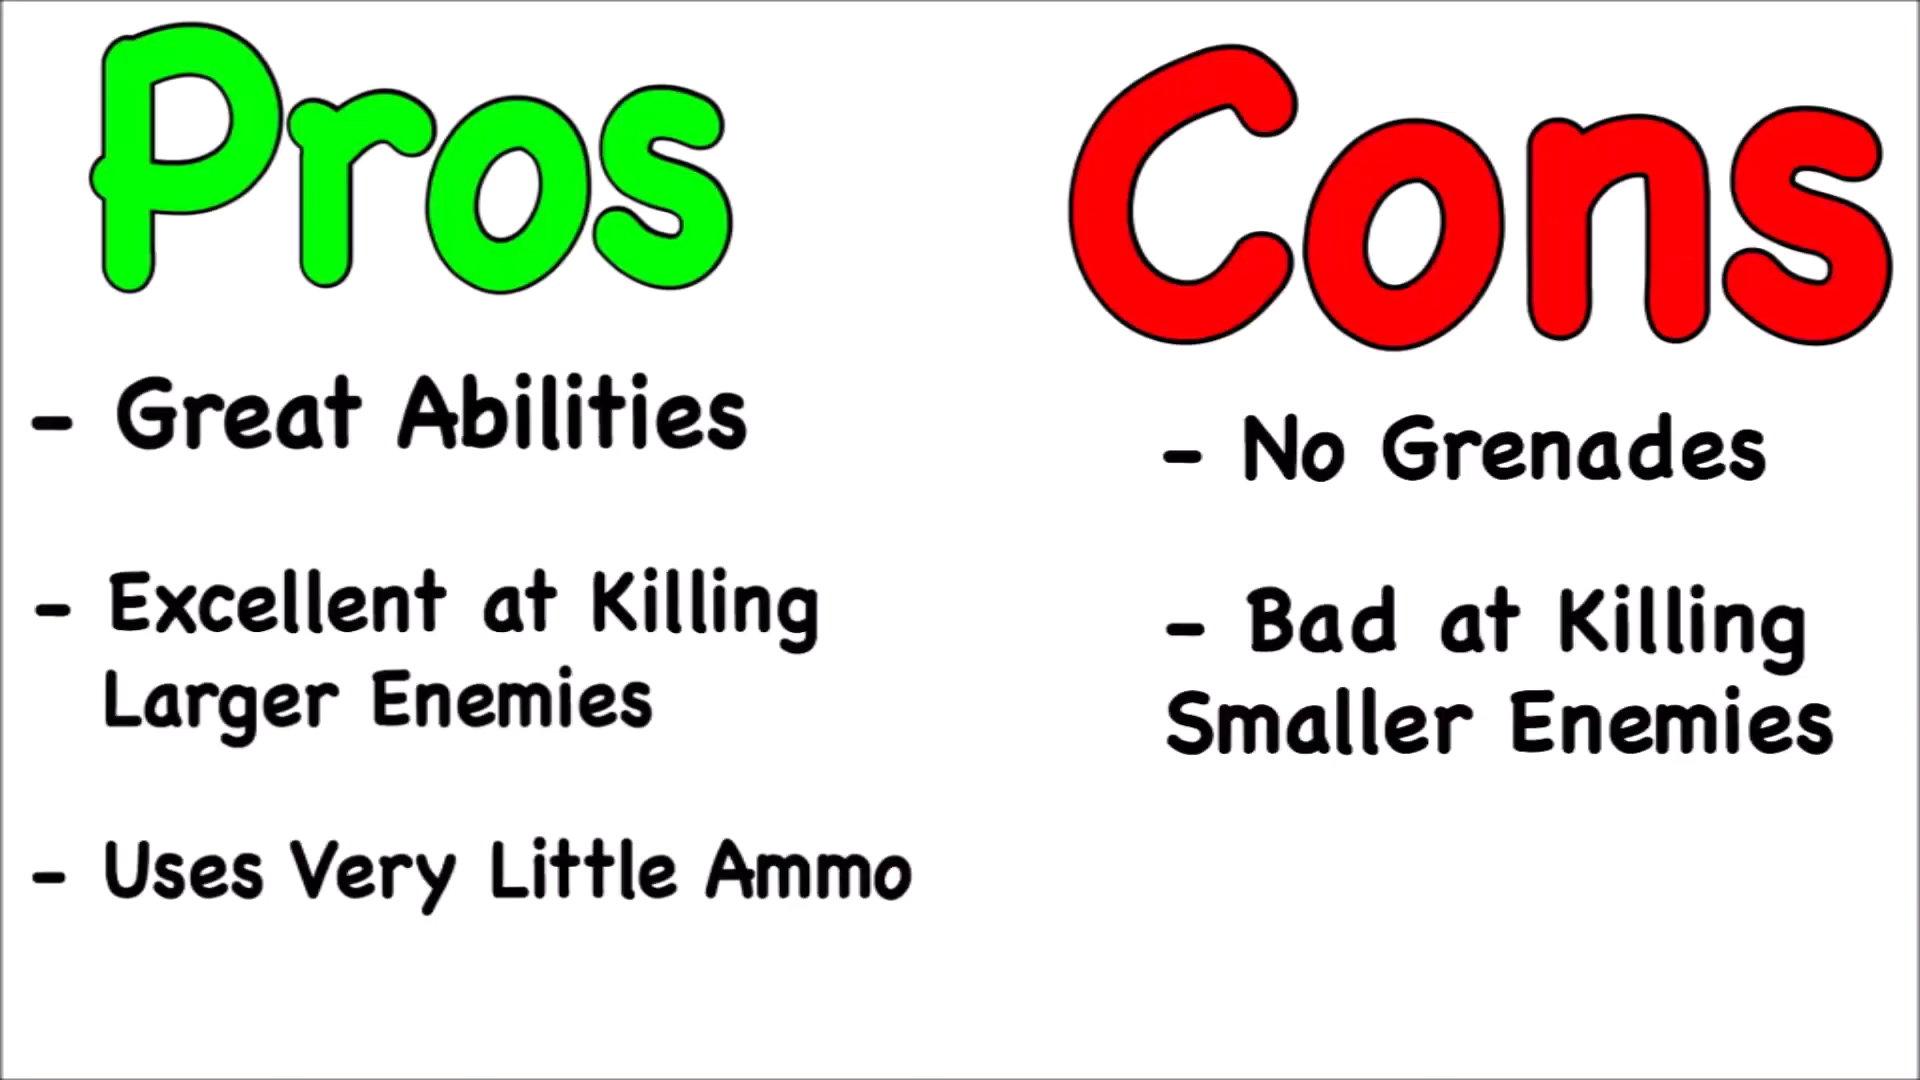 Pros
- Great Abilities
- Excellent at Killing
Larger Enemies
- Uses Very Little Ammo
Cons
- No Grenades
- Bad at Killing
Smaller Enemies